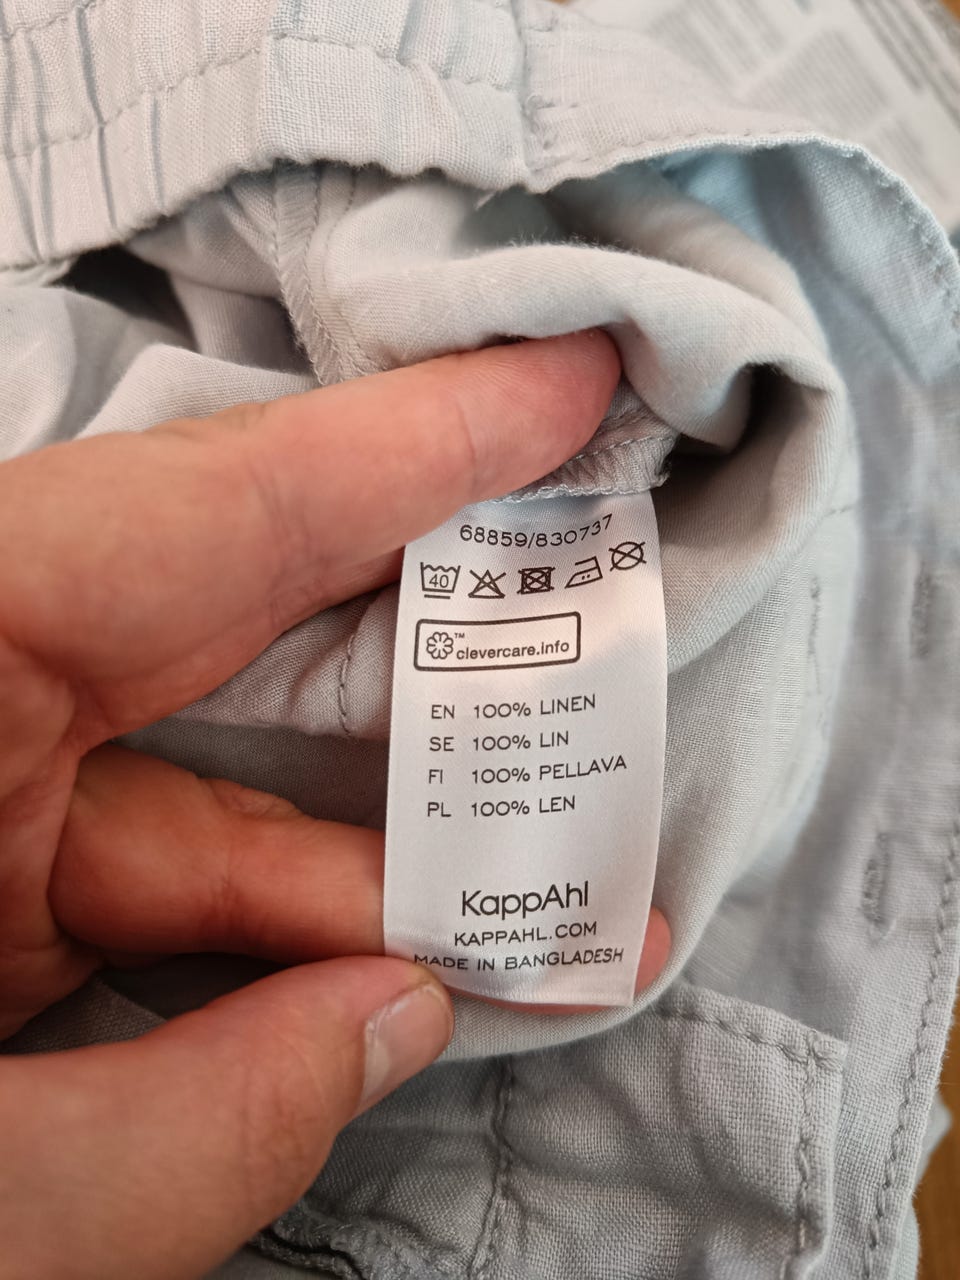 68859/830737
40
™
clevercare.info
EN 100% LINEN
SE 100% LIN
FI 100% PELLAVA
PL 100% LEN
KappAhl
KAPPAHL.COM
MADE IN BANGLADESH